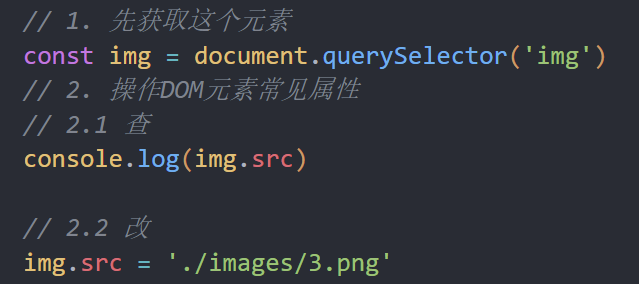 // 1. 先获取这个元素
const img = document.querySelector('img')
// 2. 操作DOM元素常见属性
// 2.1 查
console.log(img.src)
// 2.2 改
img.src = './images/3.png'